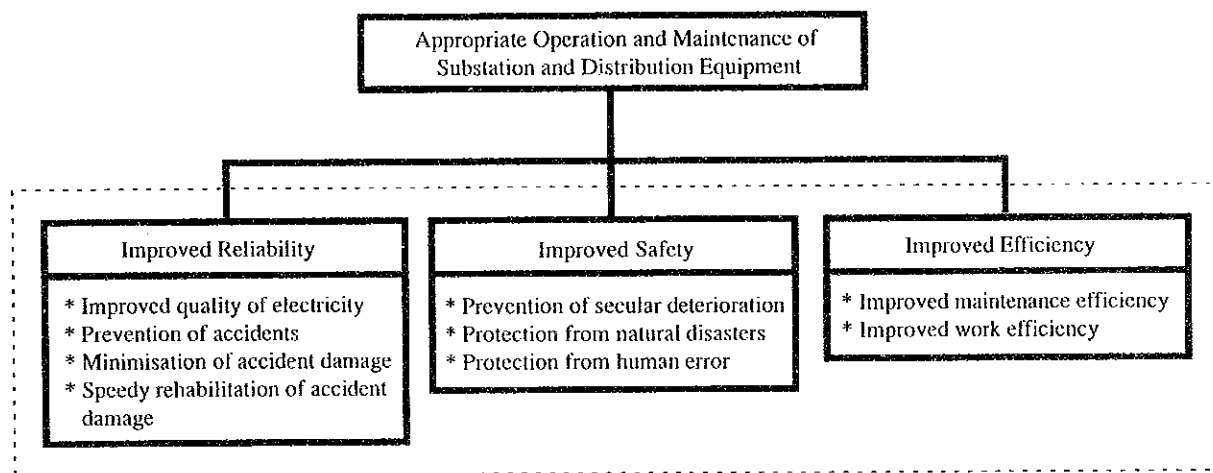 Appropriate Operation and Maintenance of
Substation and Distribution Equipment
Improved Reliability
* Improved quality of electricity
* Prevention of accidents
* Minimisation of accident damage
* Speedy rehabilitation of accident
damage
Improved Safety
* Prevention of secular deterioration
* Protection from natural disasters
* Protection from human error
Improved Efficiency
* Improved maintenance efficiency
* Improved work efficiency